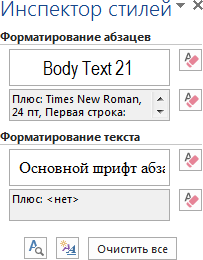 Инспектор стилей
Форматирование абзацев
Body Text 21
Плюс: Times New Roman,
24 пт, Первая строка:
Форматирование текста
Основной шрифт абза
Плюс: <нет>
Очистить все